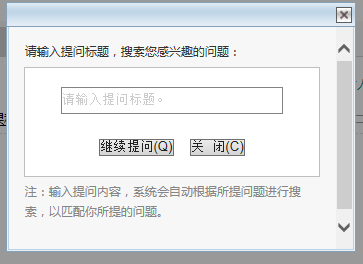 请输入提问标题，搜素您感兴趣的问题：
请输入提问标题。
继续提问(Q) 关 闭(C)
注：输入提问内容，系统会自动根据所提问题进行搜
索，以匹配你所提的问题。